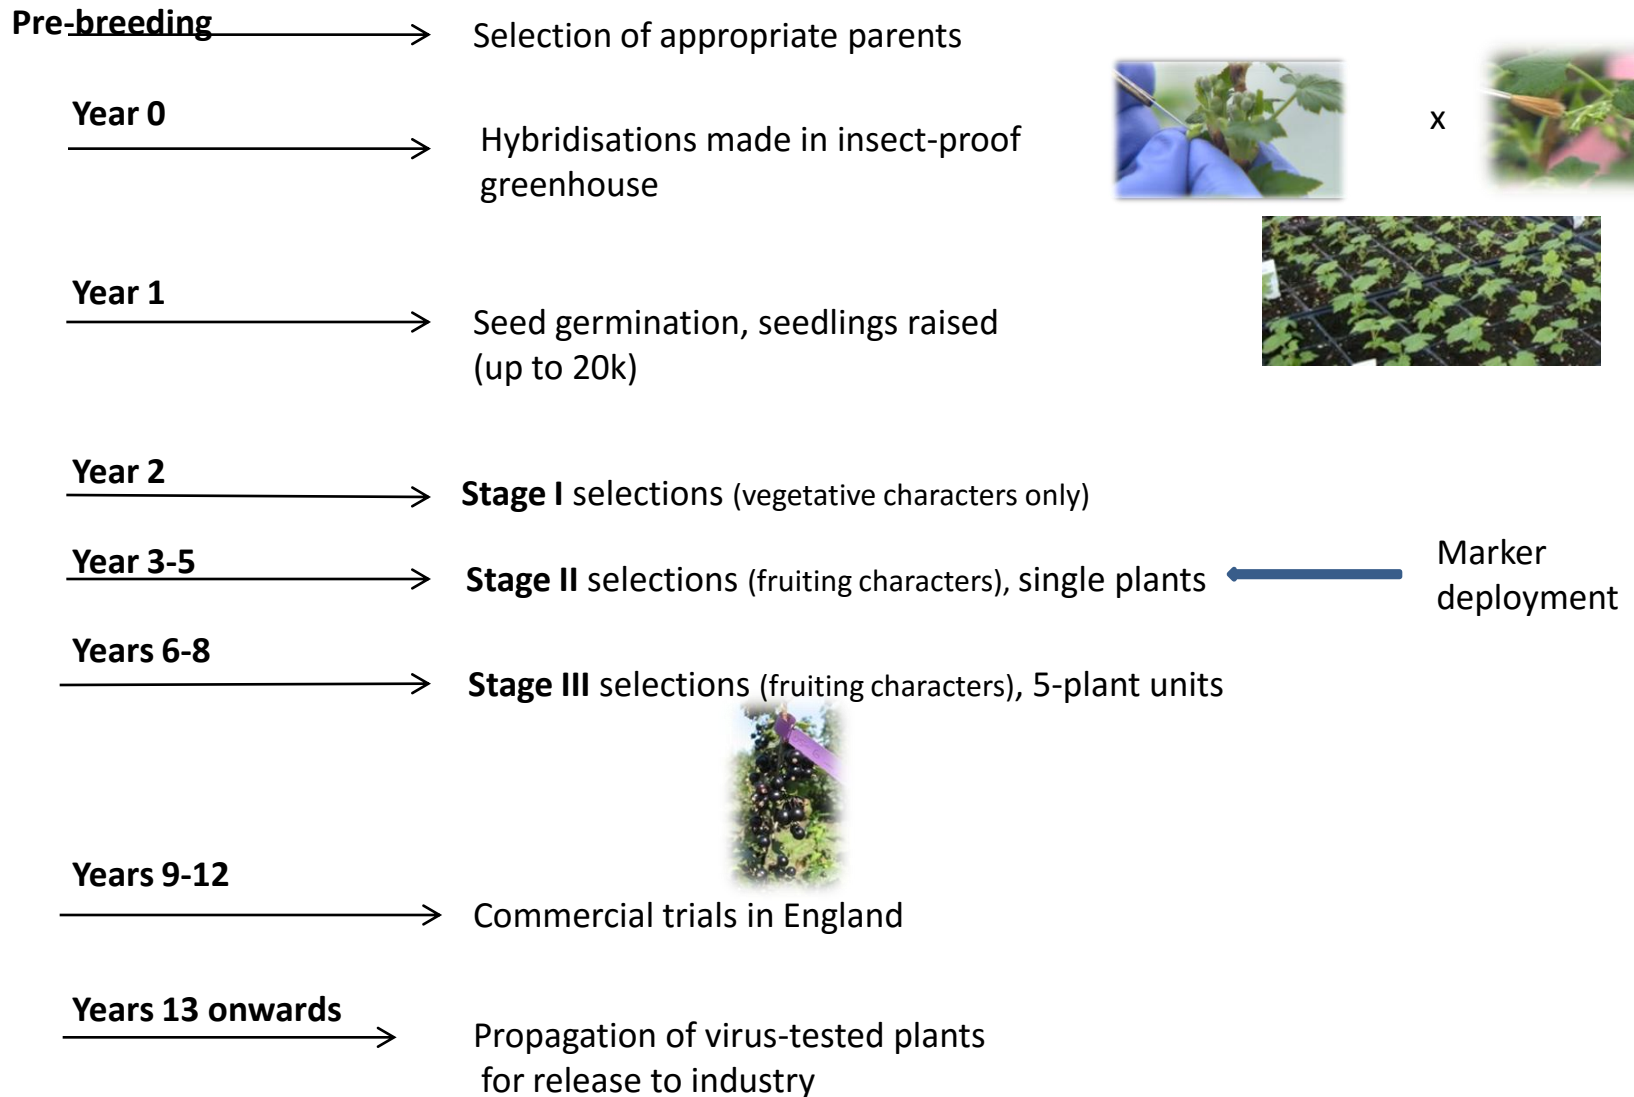 Pre-breeding
Selection of appropriate parents
Year 0
Hybridisations made in insect-proof
greenhouse
x
Year 1
Seed germination, seedlings raised
(up to 20k)
Year 2
Stage I selections (vegetative characters only)
Year 3-5
Stage II selections (fruiting characters), single plants
Marker
deployment
Years 6-8
Stage III selections (fruiting characters), 5-plant units
Years 9-12
Commercial trials in England
Years 13 onwards
Propagation of virus-tested plants
for release to industry